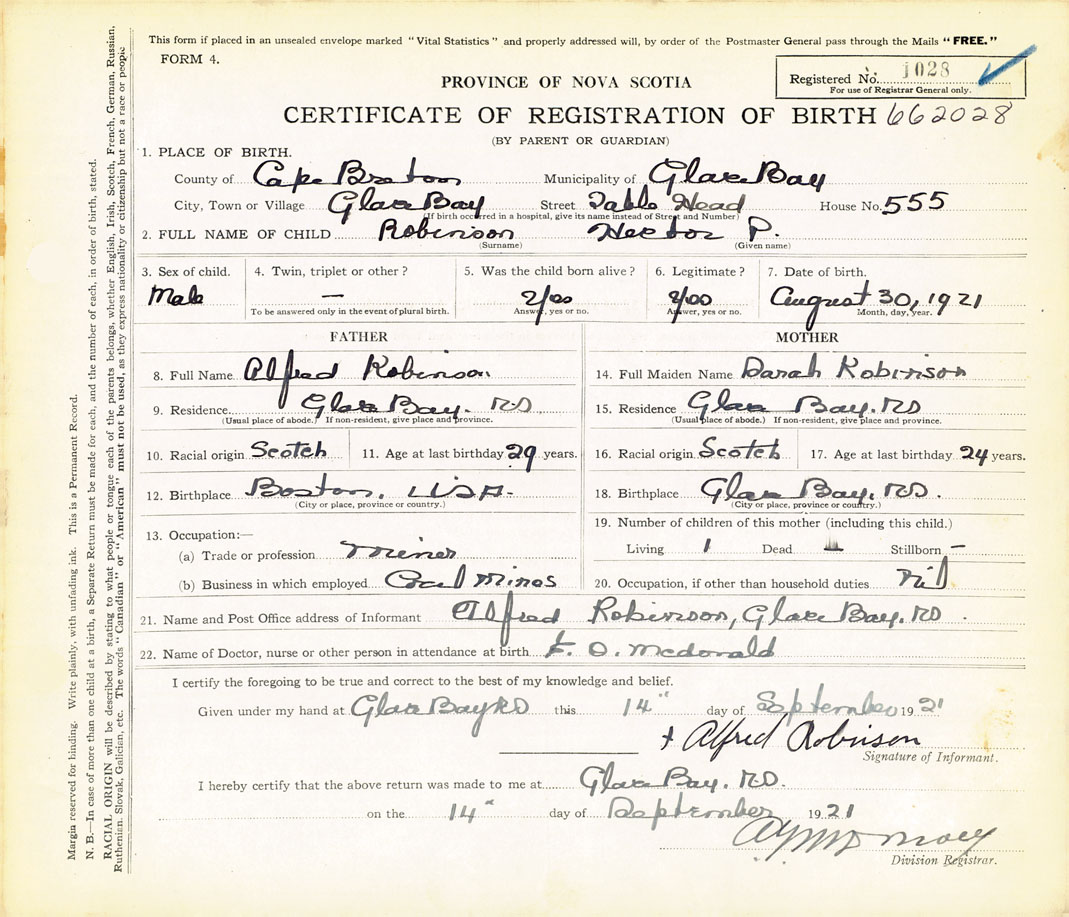 This form if placed in an unsealed envelope marked "Vital Statistics" and properly addressed will, by order of the Postmaster General pass through the Mails "FREE."
FORM 4.
Registered No. 1028
For use of Registrar General only.
PROVINCE OF NOVA SCOTIA
CERTIFICATE OF REGISTRATION OF BIRTH 662028
(BY PARENT OR GUARDIAN)
1. PLACE OF BIRTH.
County of Cape Breton Municipality of Glace Bay
City, Town or Village Glace Bay Street Table Head House No. 555
(If birth occurred in a hospital, give its name instead of Street and Number)
2. FULL NAME OF CHILD Robinson Hector P.
(Surname) (Given name)
3. Sex of child. 4. Twin, triplet or other? 5. Was the child born alive? 6. Legitimate? 7. Date of birth.
Male — Yes Yes August 30, 1921
To be answered only in the event of plural birth. Answer, yes or no. Answer, yes or no. Month, day, year.
FATHER MOTHER
8. Full Name Alfred Robinson 14. Full Maiden Name Sarah Robinson
9. Residence Glace Bay. NS 15. Residence Glace Bay. NS
(Usual place of abode.) If non-resident, give place and province. (Usual place of abode.) If non-resident, give place and province.
10. Racial origin Scotch 11. Age at last birthday 29 years. 16. Racial origin Scotch 17. Age at last birthday 24 years.
12. Birthplace Boston. USA. 18. Birthplace Glace Bay. NS.
(City or place, province or country.) (City or place, province or country.)
13. Occupation:— 19. Number of children of this mother (including this child.)
(a) Trade or profession Miner Living 1 Dead — Stillborn —
(b) Business in which employed Coal Mines 20. Occupation, if other than household duties Nil
21. Name and Post Office address of Informant Alfred Robinson, Glace Bay. NS.
22. Name of Doctor, nurse or other person in attendance at birth O. McDonald
I certify the foregoing to be true and correct to the best of my knowledge and belief.
Given under my hand at Glace Bay NS this 14" day of September 1921
+ Alfred Robinson
Signature of Informant.
I hereby certify that the above return was made to me at Glace Bay. NS.
on the 14" day of September 1921
Division Registrar.
Margin reserved for binding. Write plainly, with unfading ink. This is a Permanent Record.
N. B.—In case of more than one child at a birth, a Separate Return must be made for each, and the number of each, in order of birth, stated.
RACIAL ORIGIN will be described by stating to what people or tongue each of the parents belongs, whether English, Irish, Scotch, French, German, Russian,
Ruthenian, Slovak, Galician, etc. The words "Canadian" or "American" must not be used, as they express nationality or citizenship but not a race or people